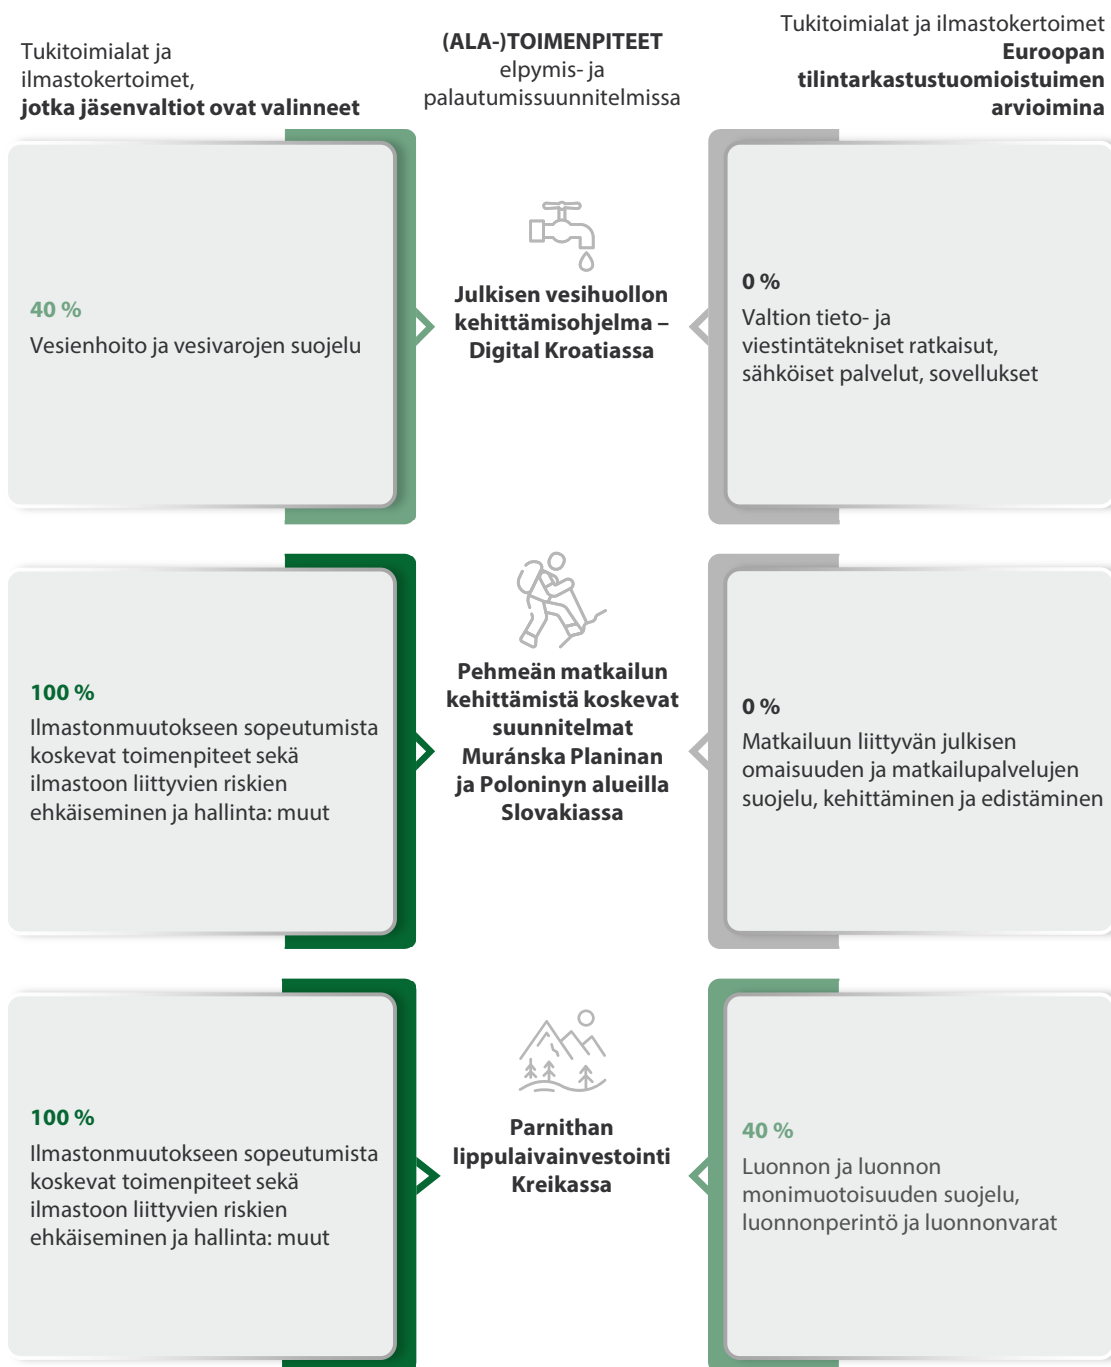 Tukitoimialat ja
ilmastokertoimet,
jotka jäsenvaltiot ovat valinneet
(ALA-)TOIMENPITEET
elpymis- ja
palautumissuunnitelmissa
Tukitoimialat ja ilmastokertoimet
Euroopan
tilintarkastustuomioistuimen
arvioimina
40 %
Vesienhoito ja vesivarojen suojelu
Julkisen vesihuollon
kehittämisohjelma –
Digital Kroatiassa
0 %
Valtion tieto- ja
viestintätekniset ratkaisut,
sähköiset palvelut, sovellukset
100 %
Ilmastonmuutokseen sopeutumista
koskevat toimenpiteet sekä
ilmastoon liittyvien riskien
ehkäiseminen ja hallinta: muut
Pehmeän matkailun
kehittämistä koskevat
suunnitelmat
Muránska Planinan
ja Poloninyn alueilla
Slovakiassa
0 %
Matkailuun liittyvän julkisen
omaisuuden ja matkailupalvelujen
suojelu, kehittäminen ja edistäminen
100 %
Ilmastonmuutokseen sopeutumista
koskevat toimenpiteet sekä
ilmastoon liittyvien riskien
ehkäiseminen ja hallinta: muut
Parnithan
lippulaivainvestointi
Kreikassa
40 %
Luonnon ja luonnon
monimuotoisuuden suojelu,
luonnonperintö ja luonnonvarat